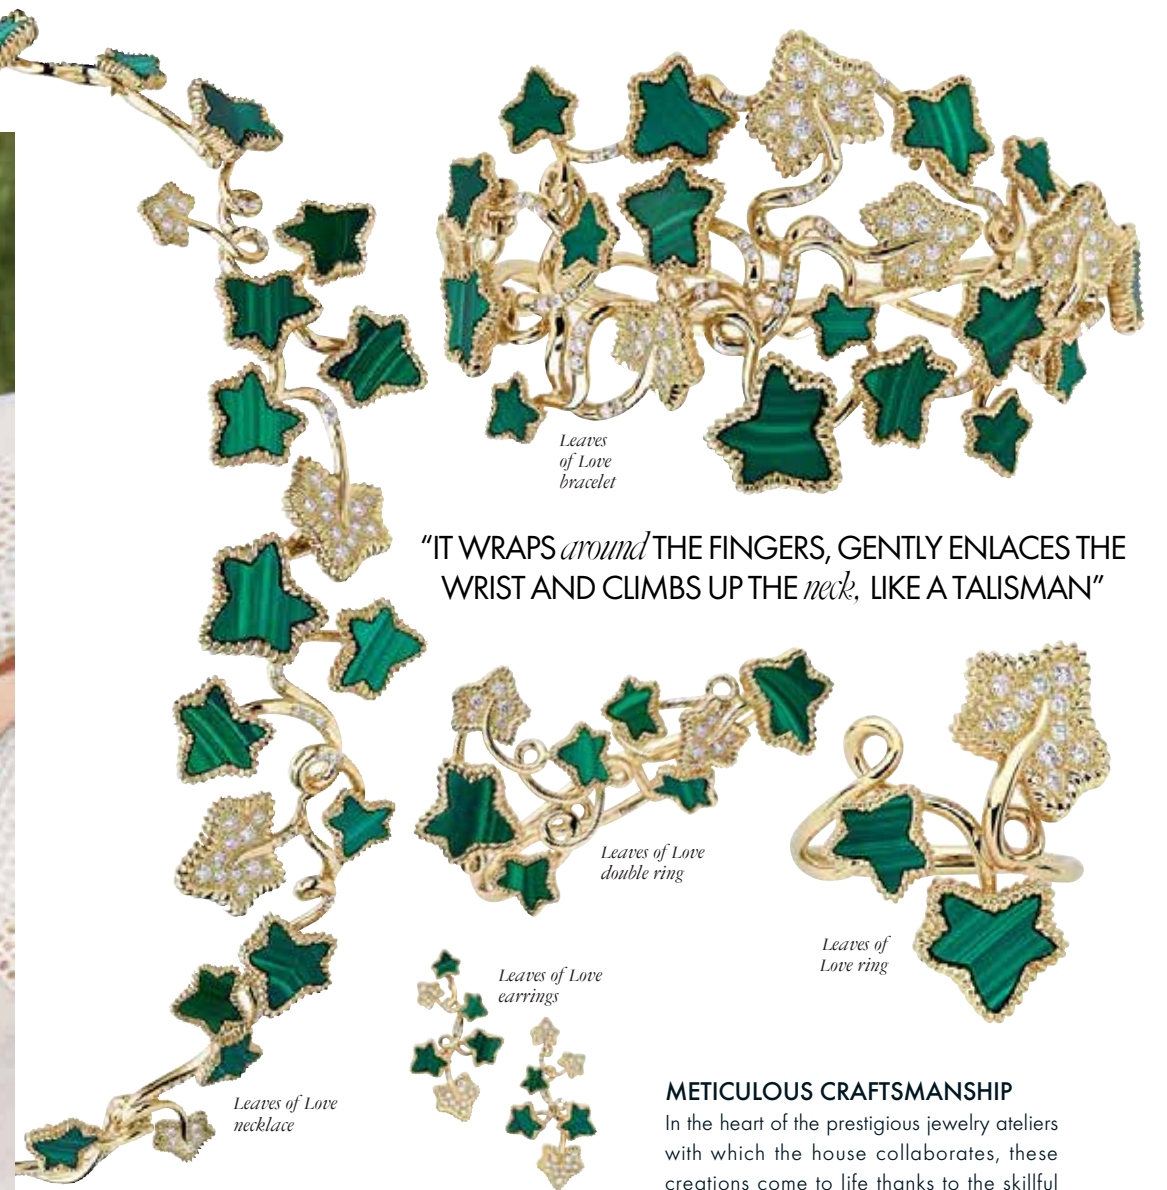 Leaves
of Love
bracelet
“IT WRAPS around THE FINGERS, GENTLY ENLACES THE
WRIST AND CLIMBS UP THE neck, LIKE A TALISMAN”
Leaves of Love
double ring
Leaves of
Love ring
Leaves of Love
earrings
Leaves of Love
necklace
METICULOUS CRAFTSMANSHIP
In the heart of the prestigious jewelry ateliers
with which the house collaborates, these
creations come to life thanks to the skillful